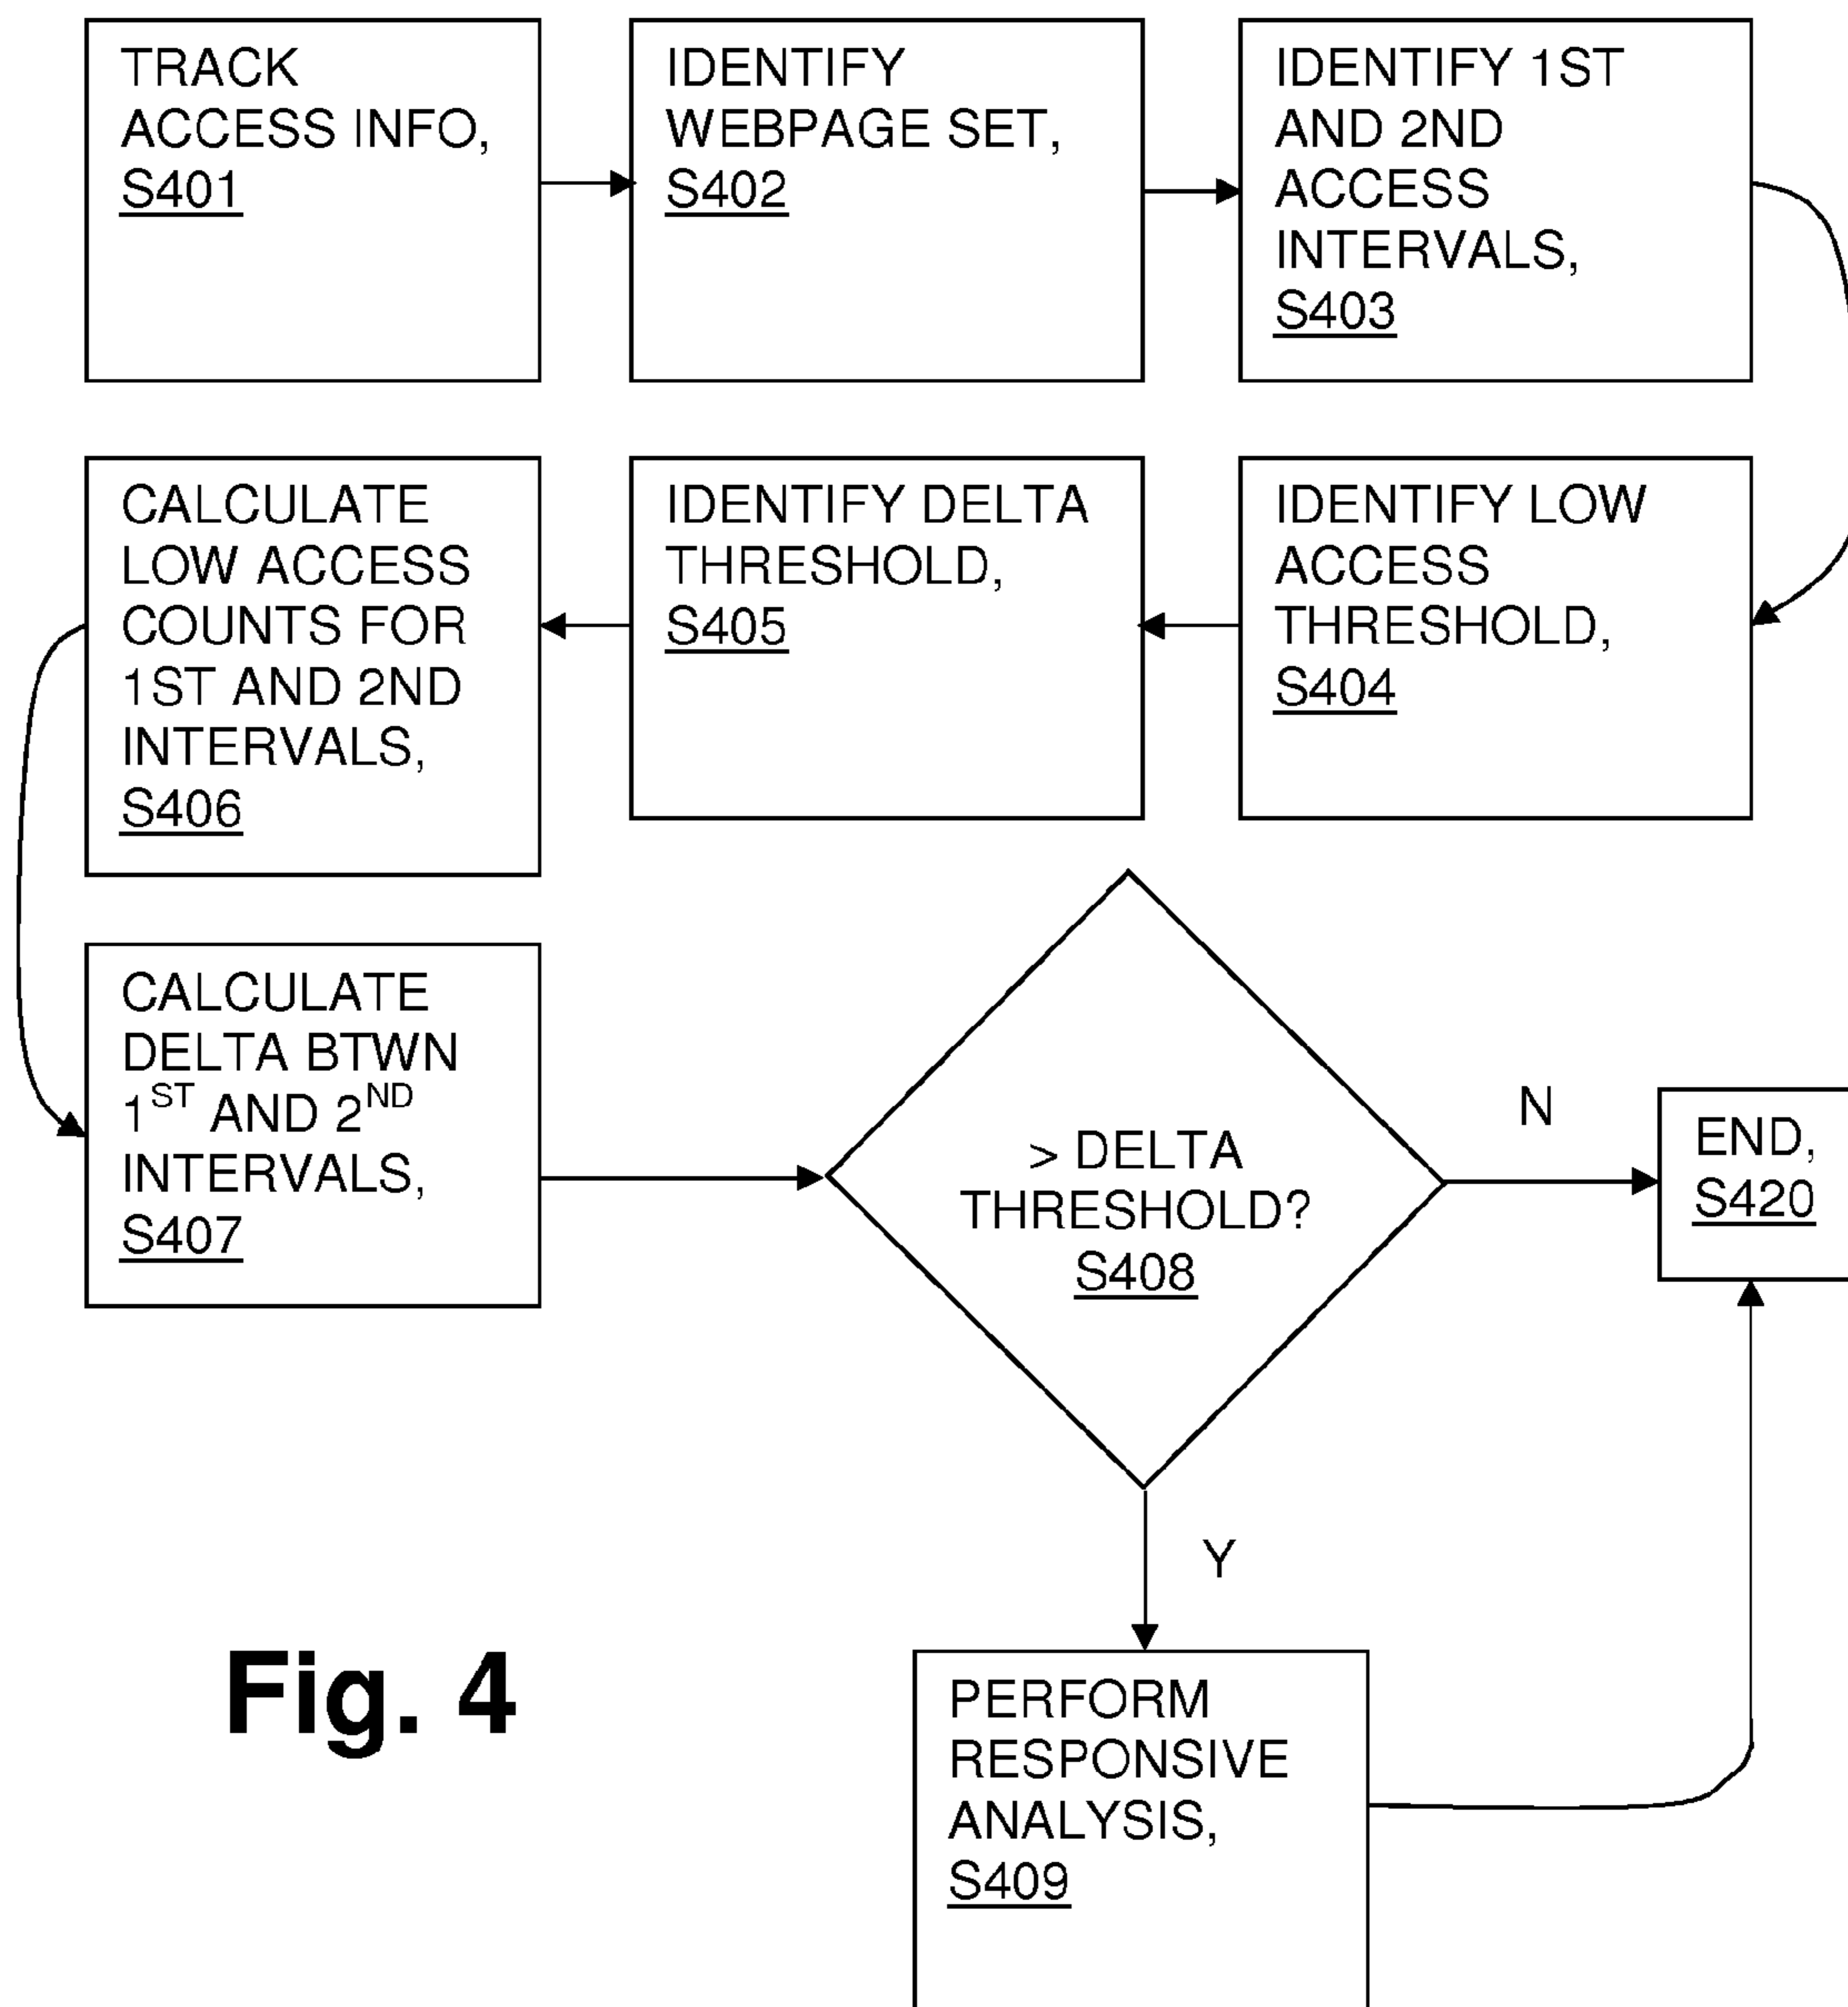 TRACK
ACCESS INFO,
S401
IDENTIFY
WEBPAGE SET,
S402
IDENTIFY 1ST
AND 2ND
ACCESS
INTERVALS,
S403
IDENTIFY LOW
ACCESS
THRESHOLD,
S404
IDENTIFY DELTA
THRESHOLD,
S405
CALCULATE
LOW ACCESS
COUNTS FOR
1ST AND 2ND
INTERVALS,
S406
CALCULATE
DELTA BTWN
1ST AND 2ND
INTERVALS,
S407
> DELTA
THRESHOLD?
S408
N
END,
S420
Y
PERFORM
RESPONSIVE
ANALYSIS,
S409
Fig. 4